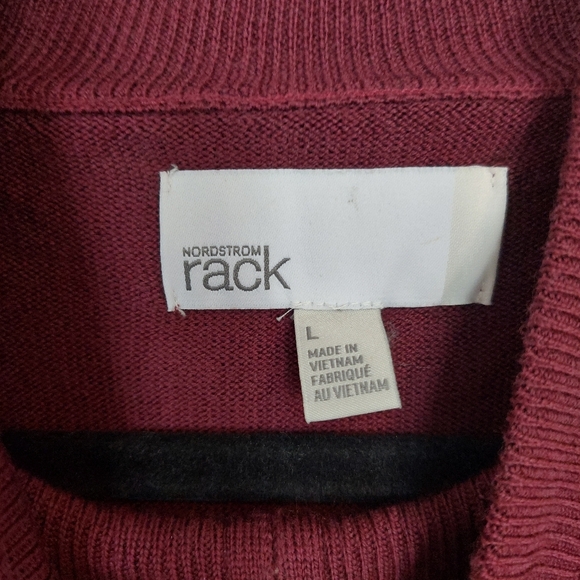 NORDSTROM
rack
L
MADE IN
VIETNAM
FABRIQUÉ
AU VIETNAM